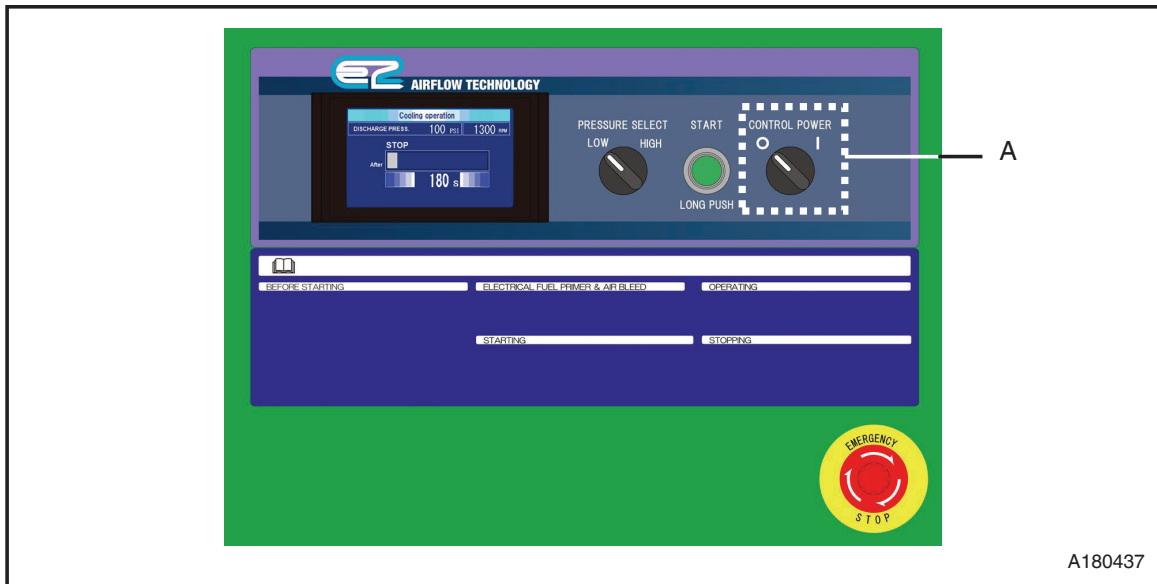 AIRFLOW TECHNOLOGY
Cooling operation
DISCHARGE PRESS. 100 PSI 1300 RPM
STOP
After
180 s
PRESSURE SELECT
LOW HIGH
START
LONG PUSH
CONTROL POWER
O I
A
BEFORE STARTING
ELECTRICAL FUEL PRIMER & AIR BLEED
OPERATING
STARTING
STOPPING
EMERGENCY
STOP
A180437